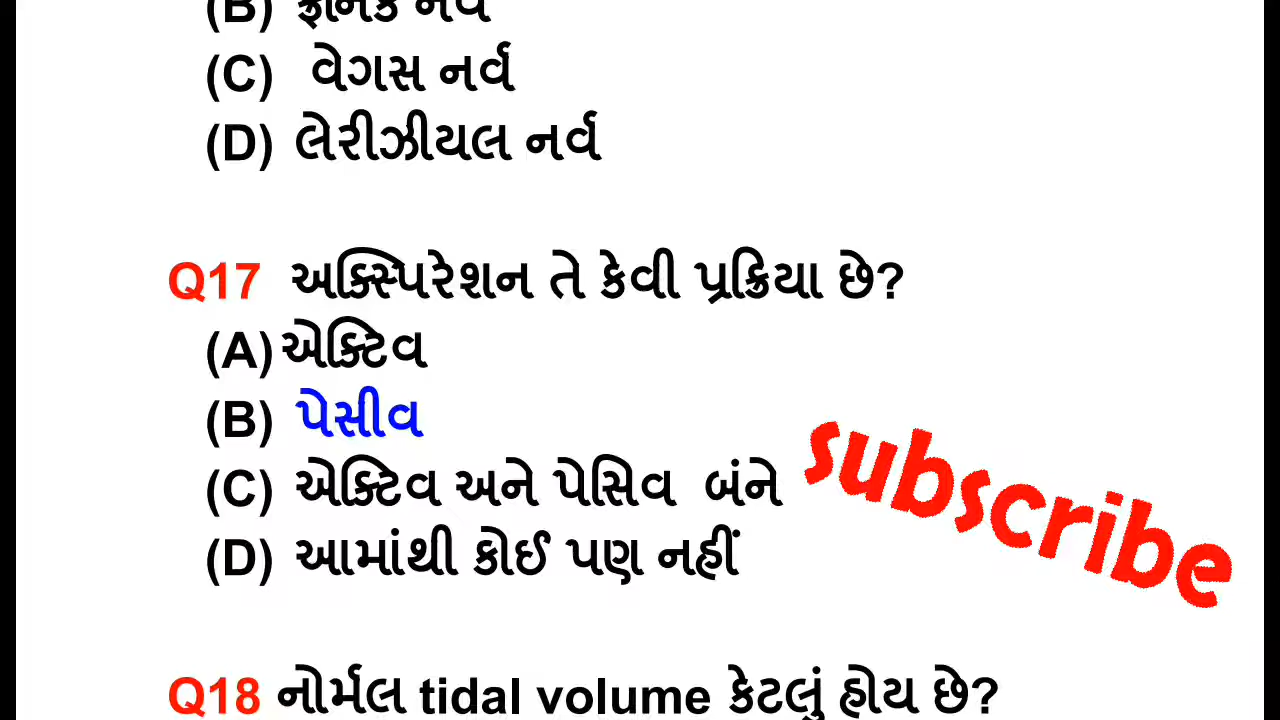 (B) ફ્રેનિક નર્વ
(C) વેગસ નર્વ
(D) લેરીઝીયલ નર્વ
Q17 અક્સ્પિરેશન તે કેવી પ્રક્રિયા છે?
(A) એક્ટિવ
(B) પેસીવ
(C) એક્ટિવ અને પેસિવ બંને
(D) આમાંથી કોઈ પણ નહીં
subscribe
Q18 નોર્મલ tidal volume કેટલું હોય છે?